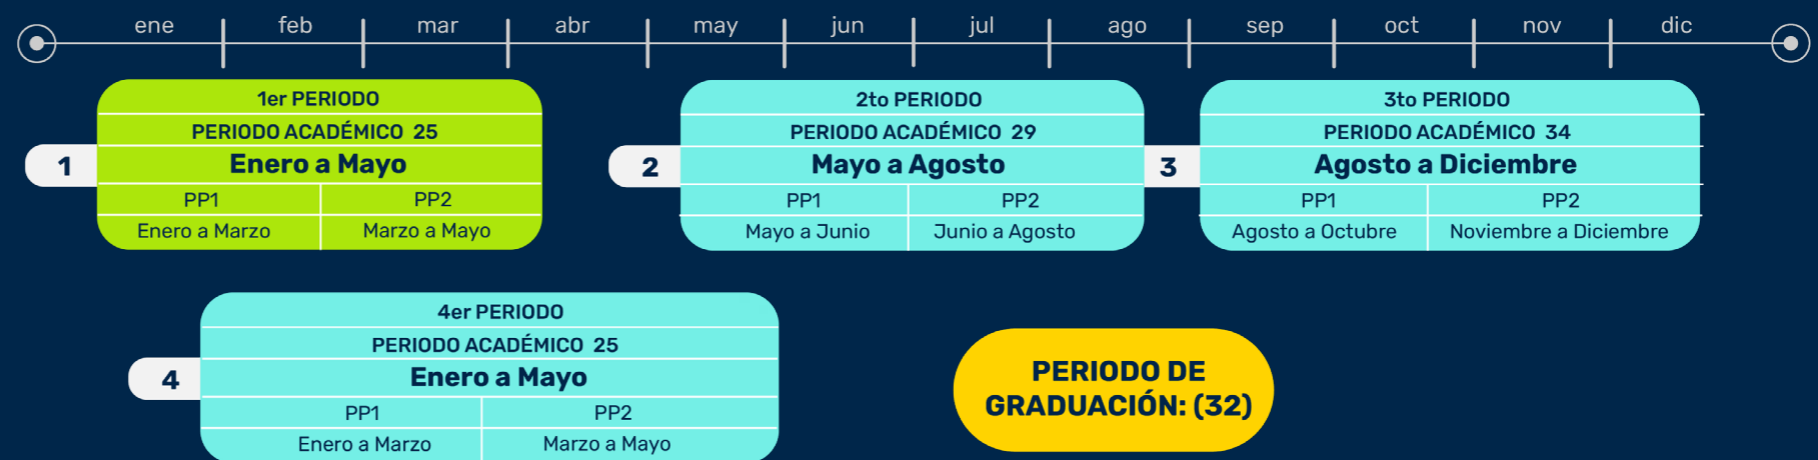 ene feb mar abr may jun jul ago sep oct nov dic
1er PERIODO
PERIODO ACADÉMICO 25
1
Enero a Mayo
PP1 PP2
Enero a Marzo Marzo a Mayo
2to PERIODO
PERIODO ACADÉMICO 29
2
Mayo a Agosto
PP1 PP2
Mayo a Junio Junio a Agosto
3to PERIODO
PERIODO ACADÉMICO 34
3
Agosto a Diciembre
PP1 PP2
Agosto a Octubre Noviembre a Diciembre
4er PERIODO
PERIODO ACADÉMICO 25
4
Enero a Mayo
PP1 PP2
Enero a Marzo Marzo a Mayo
PERIODO DE
GRADUACIÓN: (32)